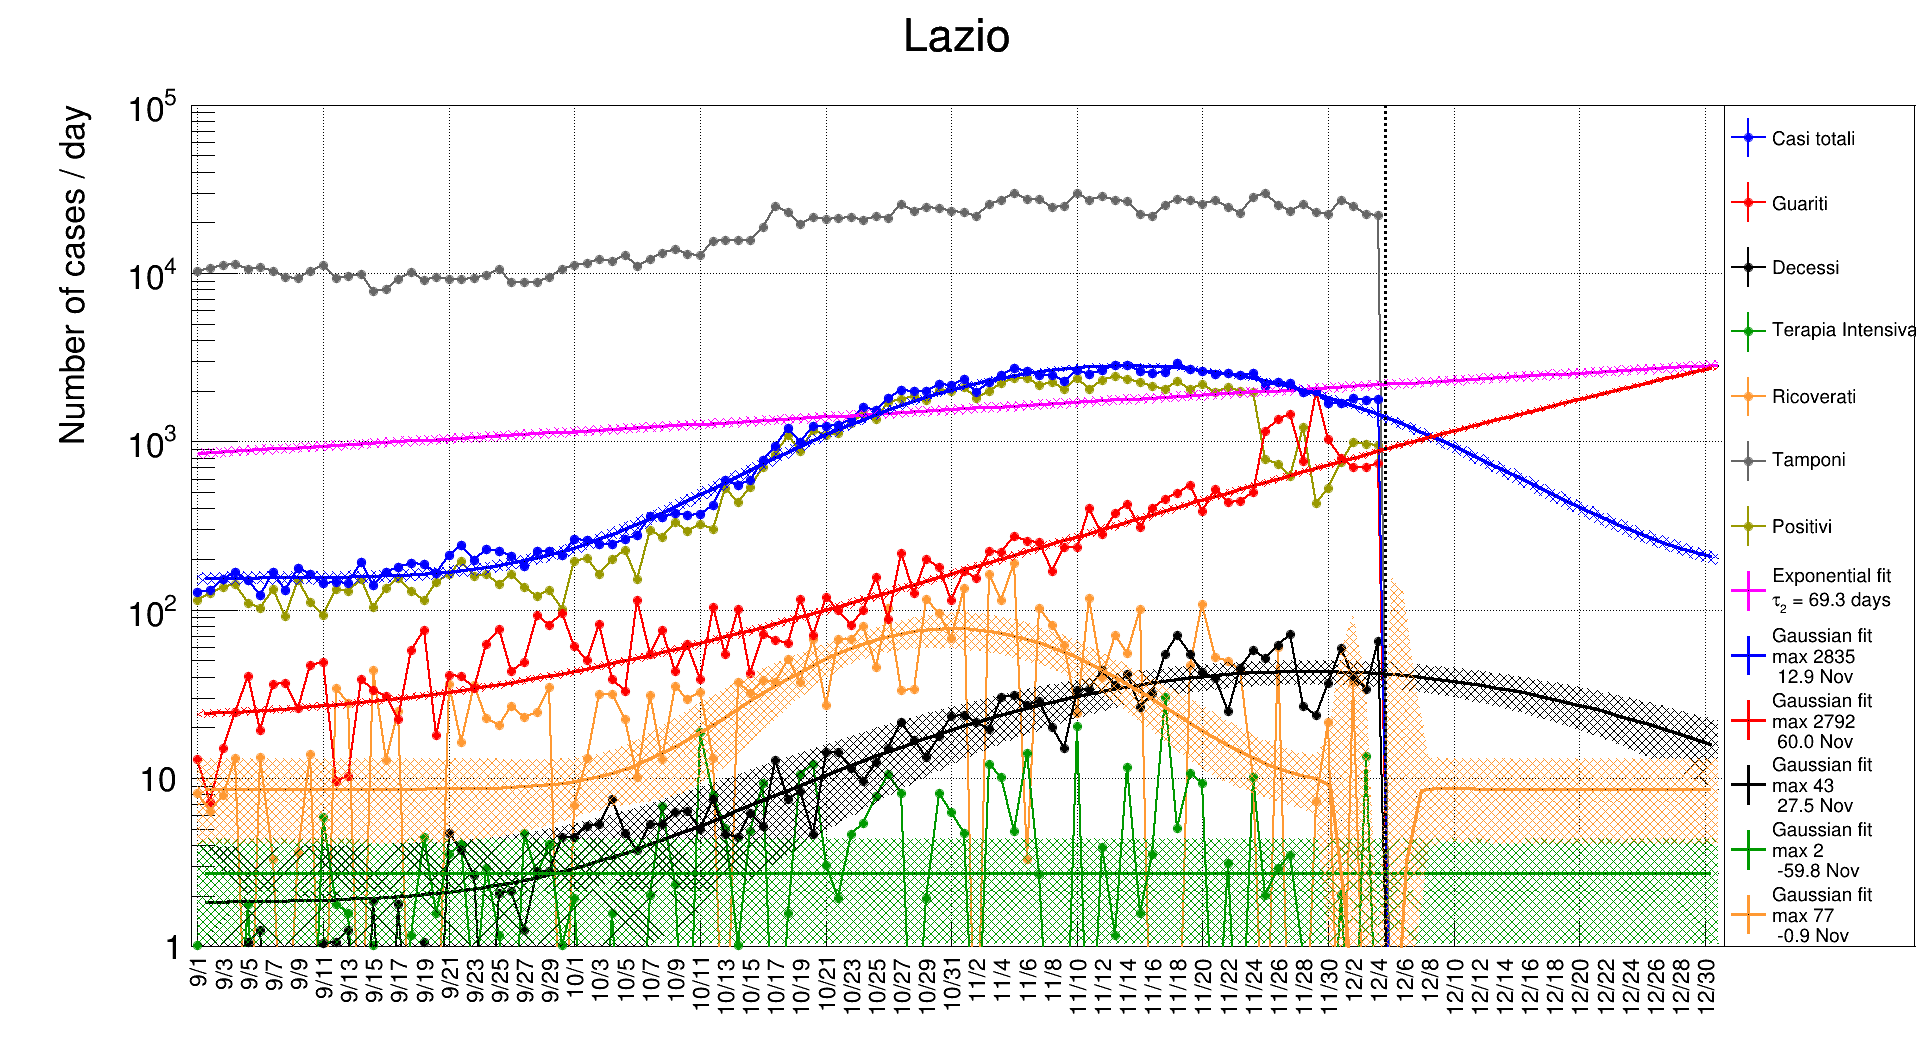 Lazio
Number of cases / day
10^5
10^4
10^3
10^2
10
1
9/1
9/3
9/5
9/7
9/9
9/11
9/13
9/15
9/17
9/19
9/21
9/23
9/25
9/27
9/29
10/1
10/3
10/5
10/7
10/9
10/11
10/13
10/15
10/17
10/19
10/21
10/23
10/25
10/27
10/29
10/31
11/2
11/4
11/6
11/8
11/10
11/12
11/14
11/16
11/18
11/20
11/22
11/24
11/26
11/28
11/30
12/2
12/4
12/6
12/8
12/10
12/12
12/14
12/16
12/18
12/20
12/22
12/24
12/26
12/28
12/30
Casi totali
Guariti
Decessi
Terapia Intensiva
Ricoverati
Tamponi
Positivi
Exponential fit
τ2 = 69.3 days
Gaussian fit
max 2835
12.9 Nov
Gaussian fit
max 2792
60.0 Nov
Gaussian fit
max 43
27.5 Nov
Gaussian fit
max 2
-59.8 Nov
Gaussian fit
max 77
-0.9 Nov